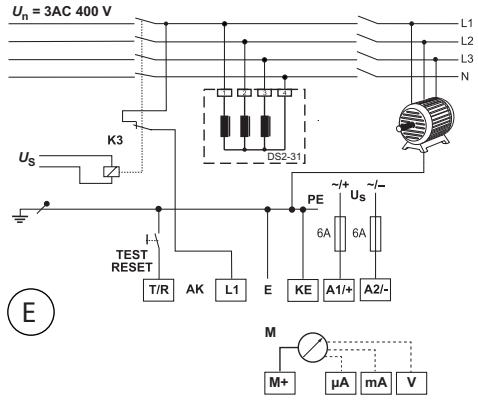 Un = 3AC 400 V
L1
L2
L3
N
1 2 3 4
DS2-31
K3
US
PE
~/+ ~/–
Us
6A 6A
TEST
RESET
T/R AK L1 E KE A1/+ A2/-
E
M
M+ µA mA V